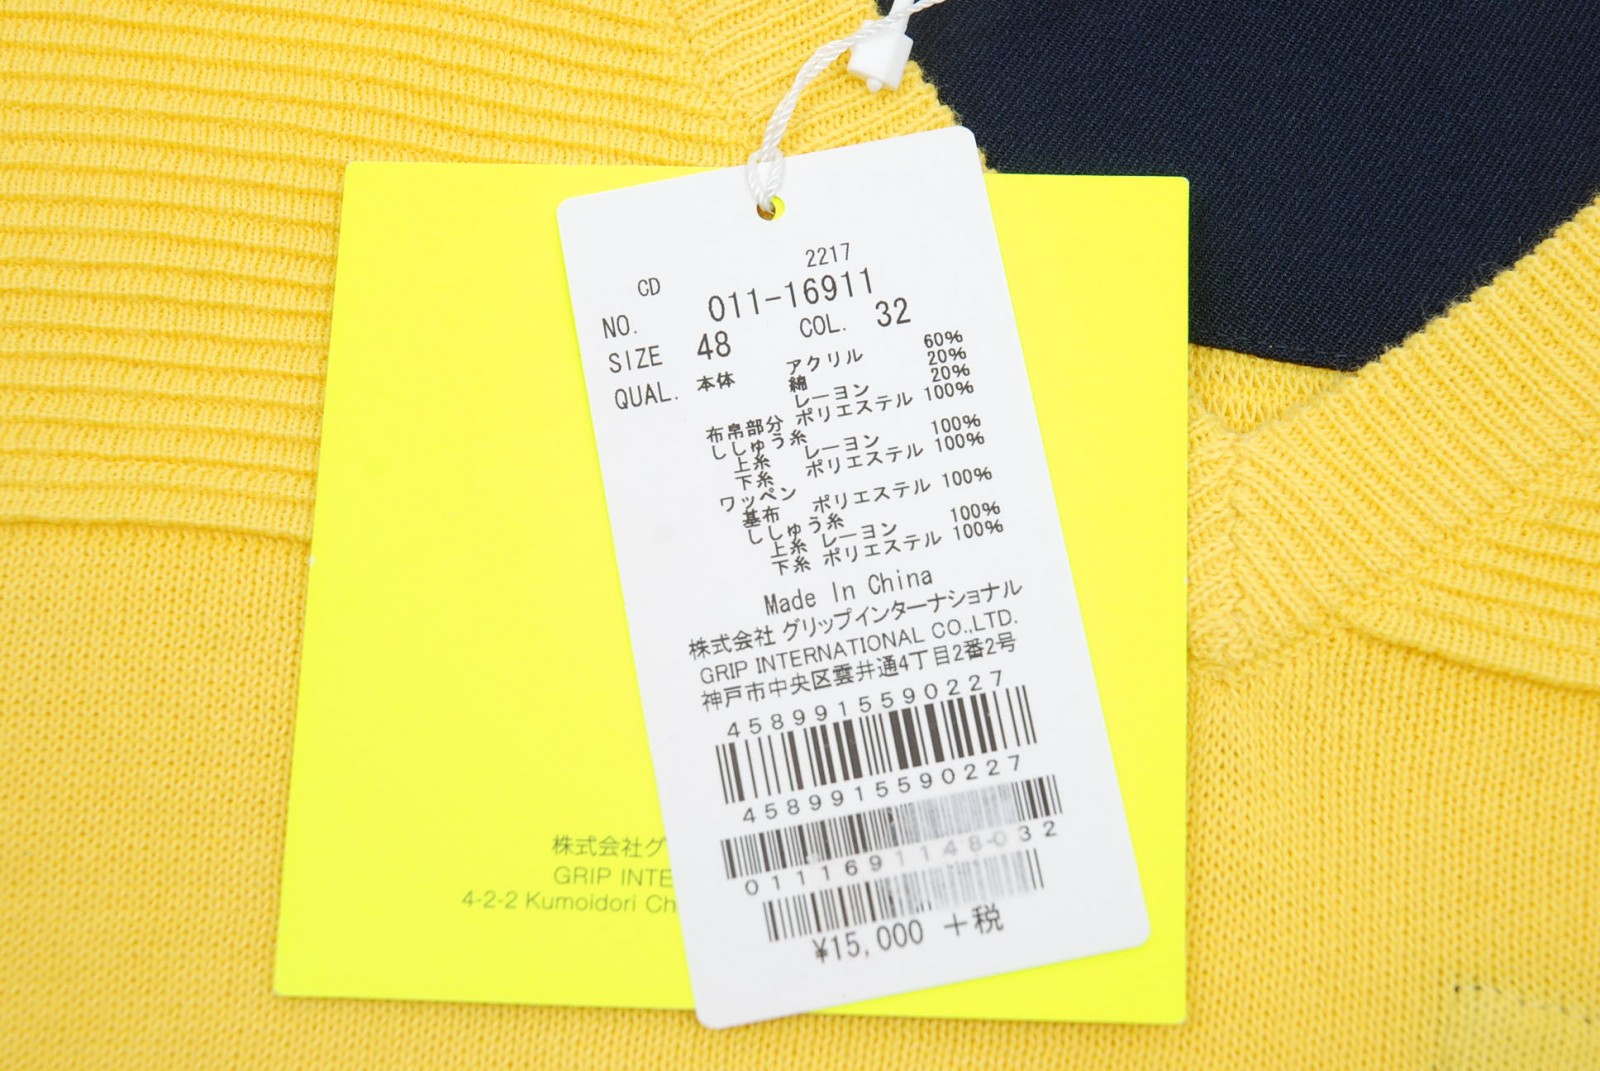 2217
CD
NO. 011-16911
SIZE 48 COL. 32
QUAL. 本体 アクリル 60%
綿 20%
レーヨン 20%
布帛部分 ポリエステル 100%
ししゅう糸
上糸 レーヨン 100%
下糸 ポリエステル 100%
ワッペン
基布 ポリエステル 100%
ししゅう糸
上糸 レーヨン 100%
下糸 ポリエステル 100%
Made In China
株式会社 グリップインターナショナル
GRIP INTERNATIONAL CO.,LTD.
神戸市中央区雲井通4丁目2番2号
4589915590227
4589915590227
0111691148-032
¥15,000 +税
株式会社グ
GRIP INTE
4-2-2 Kumoidori Ch